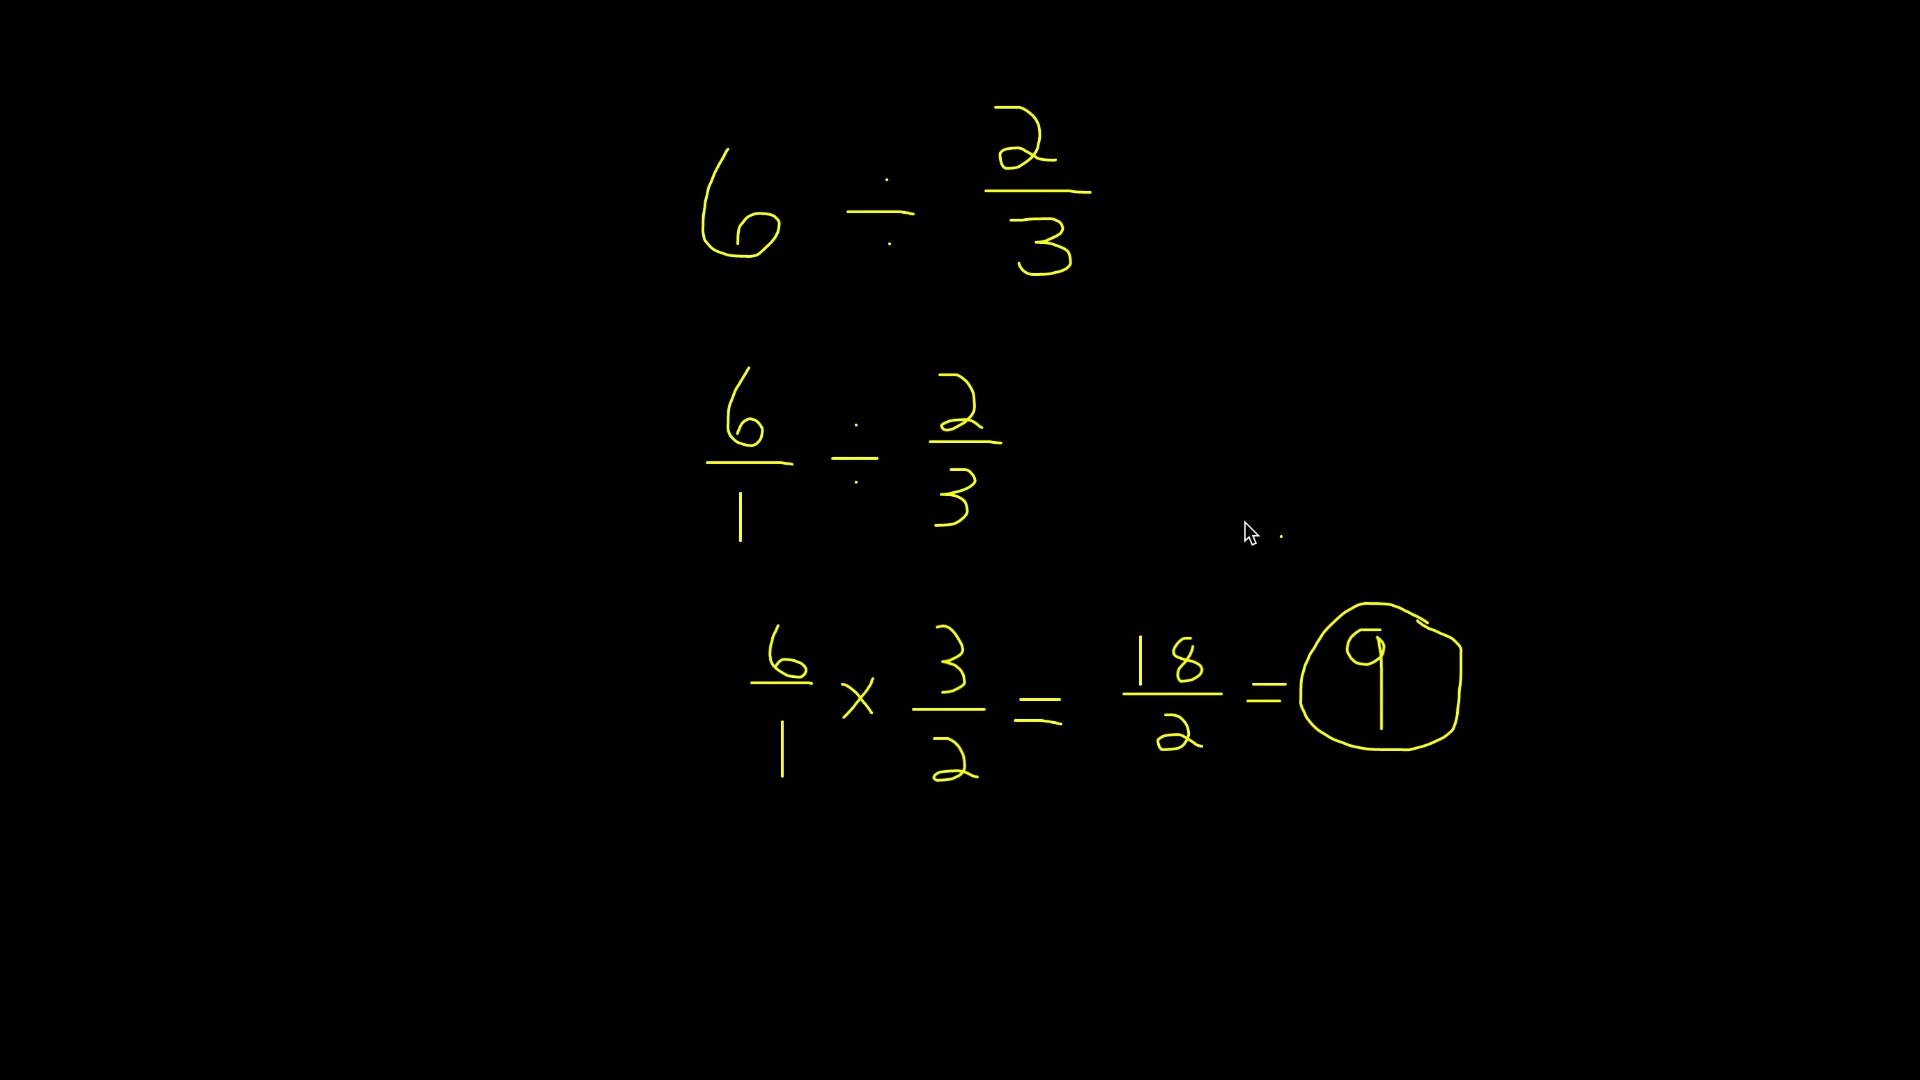 6 ÷ 2/3
6/1 ÷ 2/3
6/1 × 3/2 = 18/2 = 9